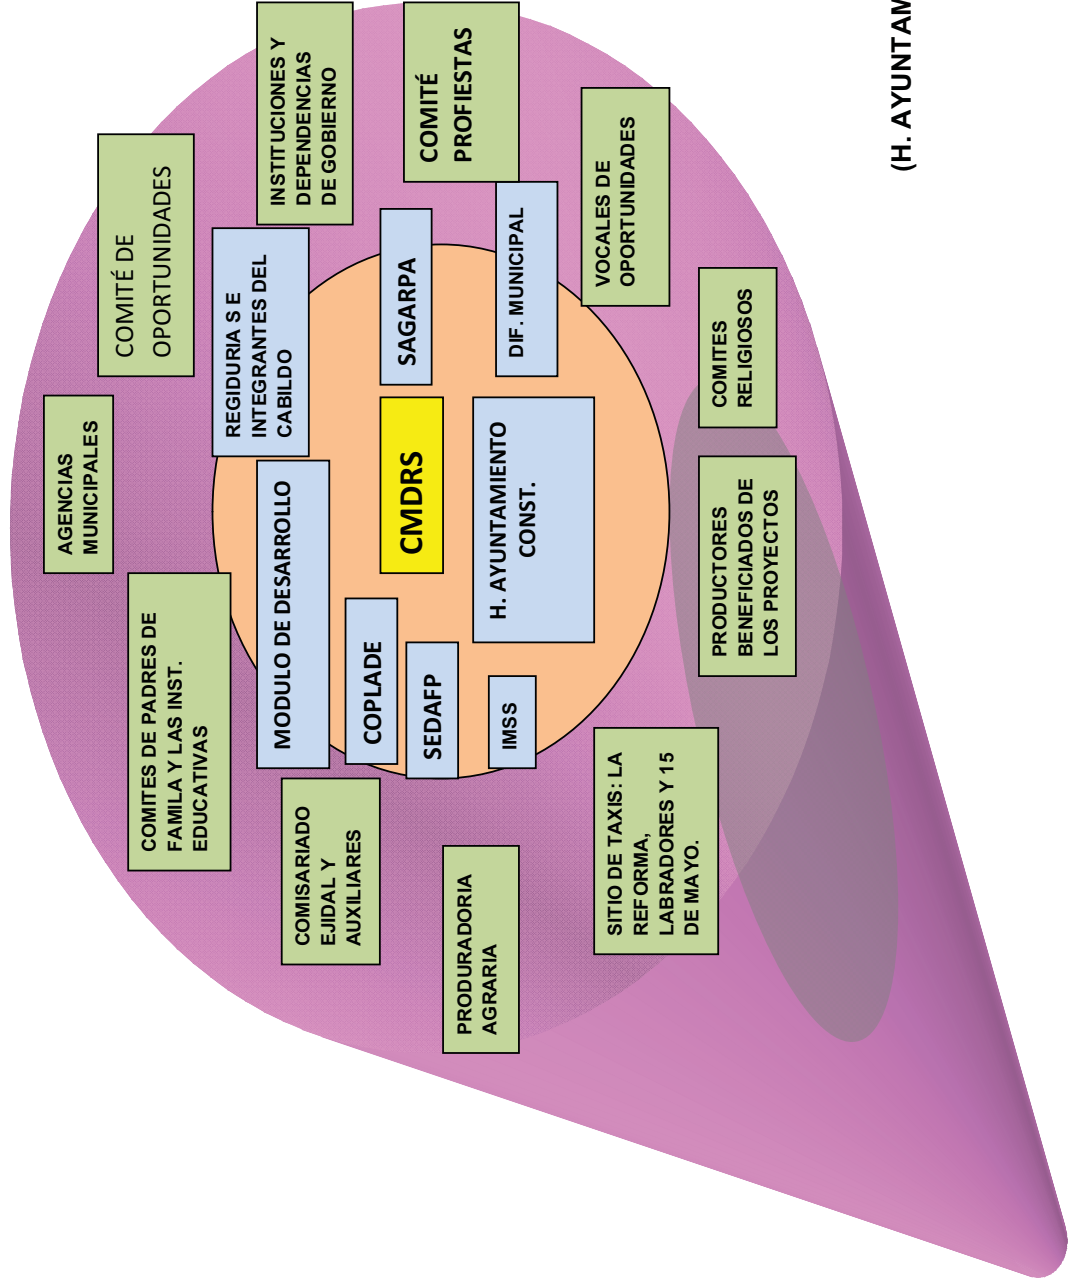 AGENCIAS
MUNICIPALES
COMITÉ DE
OPORTUNIDADES
COMITES DE PADRES DE
FAMILA Y LAS INST.
EDUCATIVAS
REGIDURIA S E
INTEGRANTES DEL
CABILDO
MODULO DE DESARROLLO
INSTITUCIONES Y
DEPENDENCIAS
DE GOBIERNO
COMISARIADO
EJIDAL Y
AUXILIARES
COPLADE
CMDRS
SAGARPA
COMITÉ
PROFIESTAS
SEDAFP
PRODURADORIA
AGRARIA
H. AYUNTAMIENTO
CONST.
IMSS
DIF. MUNICIPAL
VOCALES DE
OPORTUNIDADES
SITIO DE TAXIS: LA
REFORMA,
LABRADORES Y 15
DE MAYO.
PRODUCTORES
BENEFICIADOS DE
LOS PROYECTOS
COMITES
RELIGIOSOS
(H. AYUNTAM